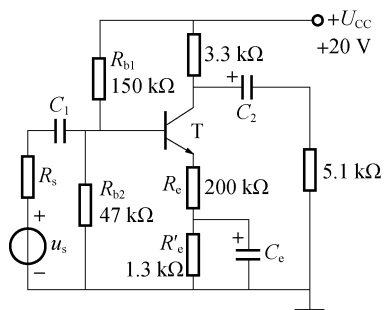 +U_CC
+20 V
3.3 kΩ
R_b1
150 kΩ
+
C_1
C_2
T
R_s
R_b2
47 kΩ
R_e
200 kΩ
5.1 kΩ
+
u_s
−
R'_e
1.3 kΩ
+
C_e